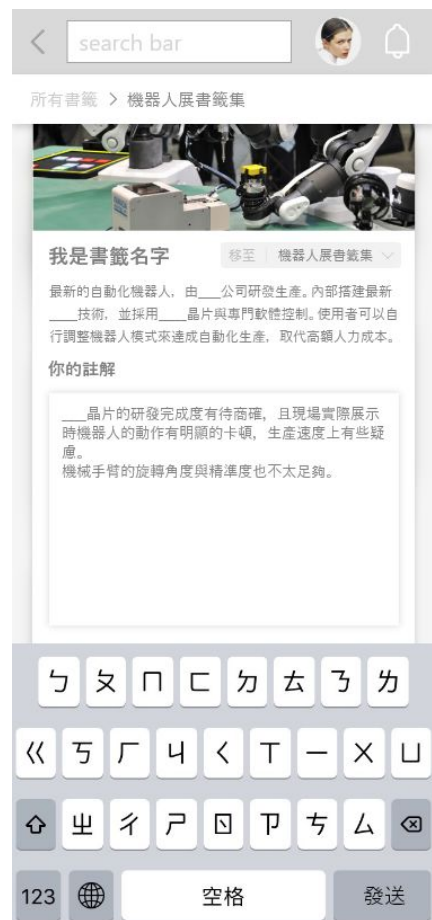 search bar
所有書籤 > 機器人展書籤集
我是書籤名字
移至 機器人展書籤集
最新的自動化機器人，由___公司研發生產。內部搭建最新
____技術，並採用____晶片與專門軟體控制。使用者可以自
行調整機器人模式來達成自動化生產，取代高額人力成本。
你的註解
____晶片的研發完成度有待商確，且現場實際展示
時機器人的動作有明顯的卡頓，生產速度上有些疑
慮。
機械手臂的旋轉角度與精準度也不太足夠。
ㄅ ㄆ ㄇ ㄈ ㄉ ㄊ ㄋ ㄌ
ㄍ ㄎ ㄏ ㄐ ㄑ ㄒ ㄧ ㄨ ㄩ
ㄓ ㄔ ㄕ ㄖ ㄗ ㄘ ㄙ
123 空格 發送